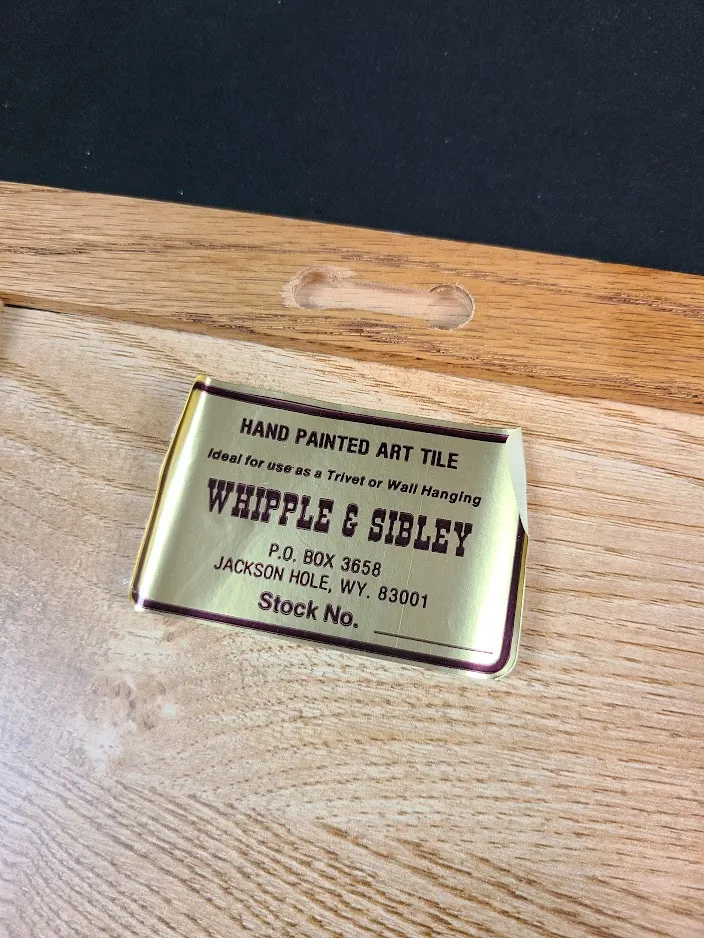 HAND PAINTED ART TILE
Ideal for use as a Trivet or Wall Hanging
WHIPPLE & SIBLEY
P.O. BOX 3658
JACKSON HOLE, WY. 83001
Stock No. ____________